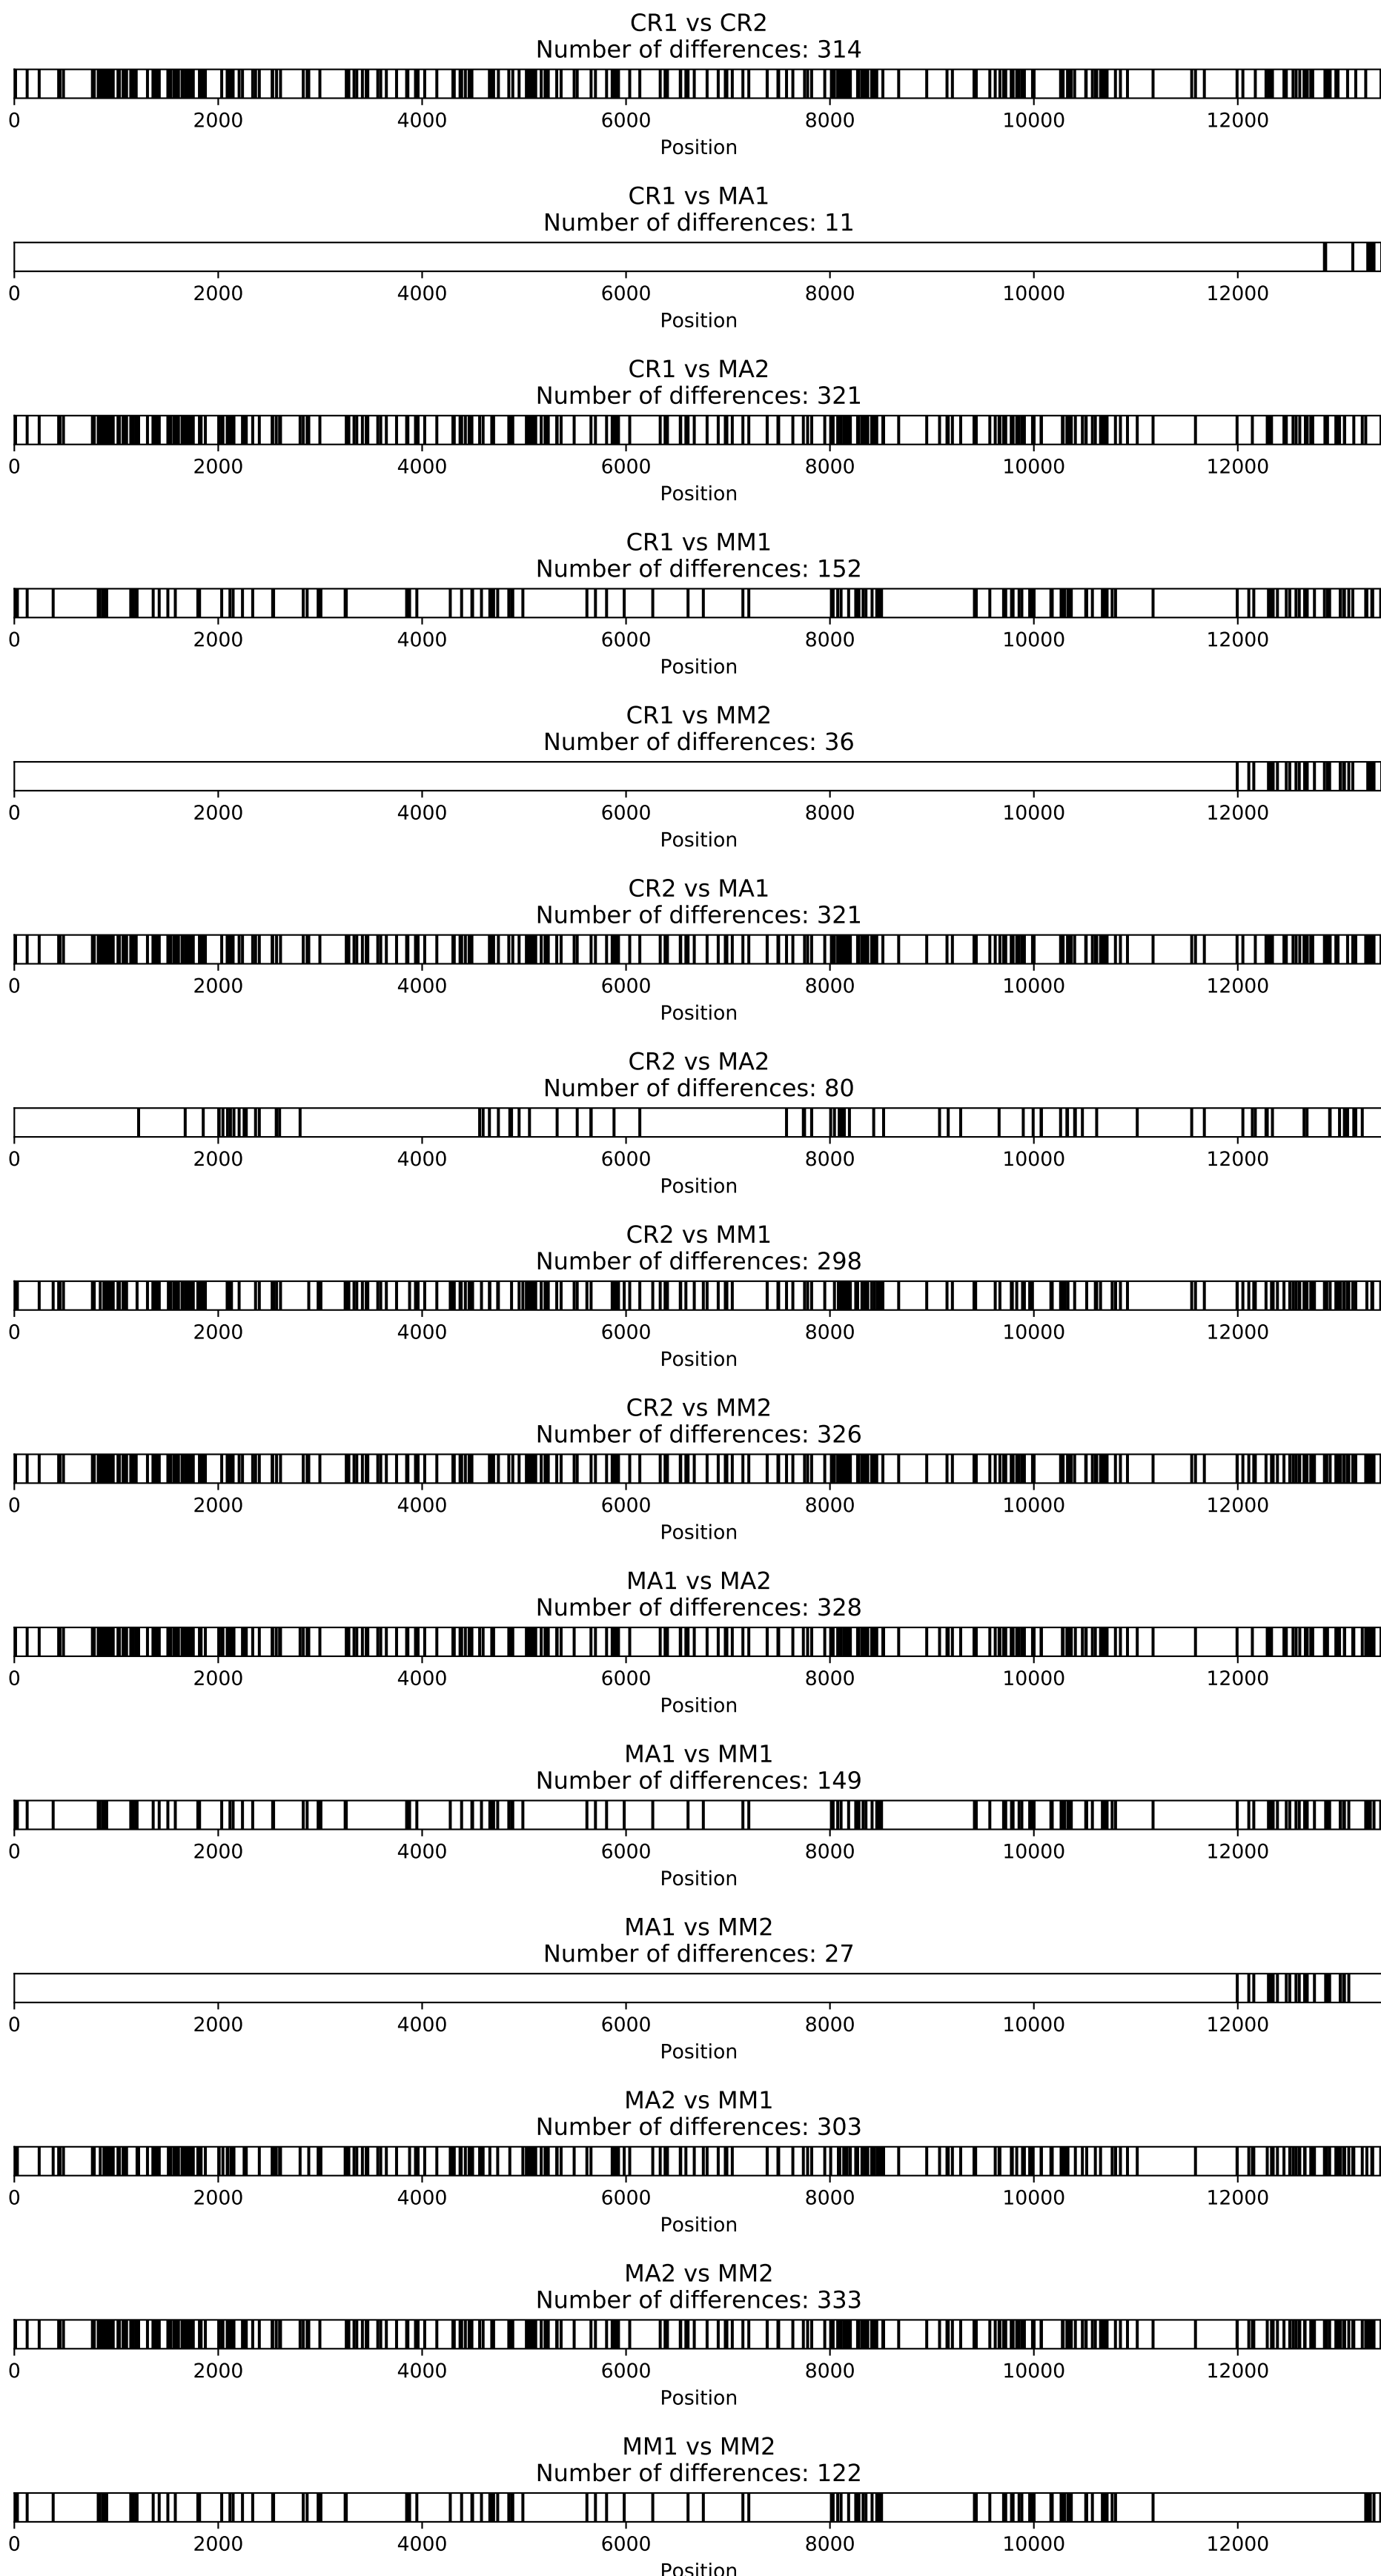 CR1 vs CR2
Number of differences: 314
0 2000 4000 6000 8000 10000 12000
Position
CR1 vs MA1
Number of differences: 11
0 2000 4000 6000 8000 10000 12000
Position
CR1 vs MA2
Number of differences: 321
0 2000 4000 6000 8000 10000 12000
Position
CR1 vs MM1
Number of differences: 152
0 2000 4000 6000 8000 10000 12000
Position
CR1 vs MM2
Number of differences: 36
0 2000 4000 6000 8000 10000 12000
Position
CR2 vs MA1
Number of differences: 321
0 2000 4000 6000 8000 10000 12000
Position
CR2 vs MA2
Number of differences: 80
0 2000 4000 6000 8000 10000 12000
Position
CR2 vs MM1
Number of differences: 298
0 2000 4000 6000 8000 10000 12000
Position
CR2 vs MM2
Number of differences: 326
0 2000 4000 6000 8000 10000 12000
Position
MA1 vs MA2
Number of differences: 328
0 2000 4000 6000 8000 10000 12000
Position
MA1 vs MM1
Number of differences: 149
0 2000 4000 6000 8000 10000 12000
Position
MA1 vs MM2
Number of differences: 27
0 2000 4000 6000 8000 10000 12000
Position
MA2 vs MM1
Number of differences: 303
0 2000 4000 6000 8000 10000 12000
Position
MA2 vs MM2
Number of differences: 333
0 2000 4000 6000 8000 10000 12000
Position
MM1 vs MM2
Number of differences: 122
0 2000 4000 6000 8000 10000 12000
Position